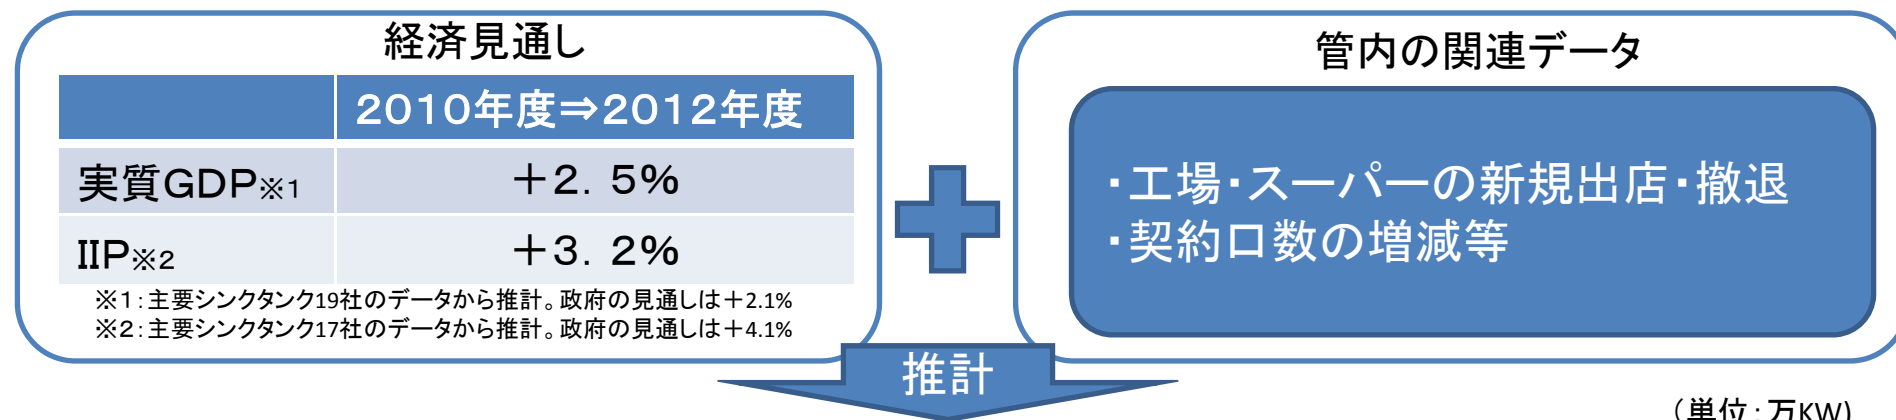 経済見通し
2010年度⇒2012年度
実質GDP※1
+2.5%
IIP※2
+3.2%
※1:主要シンクタンク19社のデータから推計。政府の見通しは+2.1%
※2:主要シンクタンク17社のデータから推計。政府の見通しは+4.1%
管内の関連データ
・工場・スーパーの新規出店・撤退
・契約口数の増減等
推計
(単位:万KW)